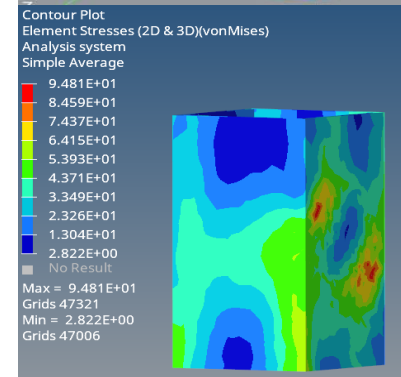 Contour Plot
Element Stresses (2D & 3D)(vonMises)
Analysis system
Simple Average
9.481E+01
8.459E+01
7.437E+01
6.415E+01
5.393E+01
4.371E+01
3.349E+01
2.326E+01
1.304E+01
2.822E+00
No Result
Max = 9.481E+01
Grids 47321
Min = 2.822E+00
Grids 47006